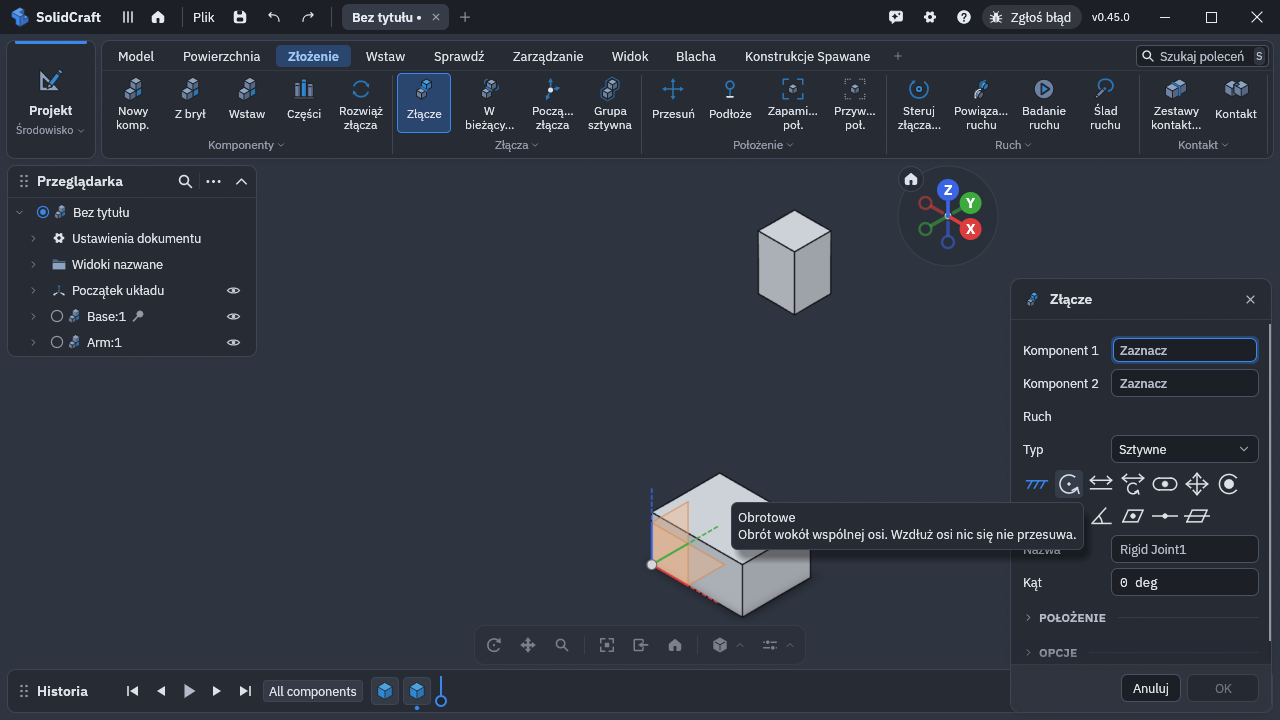 SolidCraft
Plik
Bez tytułu •
Zgłoś błąd
v0.45.0
Projekt
Środowisko
Model
Powierzchnia
Złożenie
Wstaw
Sprawdź
Zarządzanie
Widok
Blacha
Konstrukcje Spawane
Szukaj poleceń
S
Nowy komp.
Z brył
Wstaw
Części
Rozwiąż złącza
Złącze
W bieżący...
Począ... złącza
Grupa sztywna
Przesuń
Podłoże
Zapami... poł.
Przyw... poł.
Steruj złącza...
Powiąza... ruchu
Badanie ruchu
Ślad ruchu
Zestawy kontakt...
Kontakt
Komponenty
Złącza
Położenie
Ruch
Kontakt
Przeglądarka
Bez tytułu
Ustawienia dokumentu
Widoki nazwane
Początek układu
Base:1
Arm:1
Z
Y
X
Złącze
Komponent 1
Zaznacz
Komponent 2
Zaznacz
Ruch
Typ
Sztywne
Obrotowe
Obrót wokół wspólnej osi. Wzdłuż osi nic się nie przesuwa.
Nazwa
Rigid Joint1
Kąt
0 deg
POŁOŻENIE
OPCJE
Anuluj
OK
Historia
All components